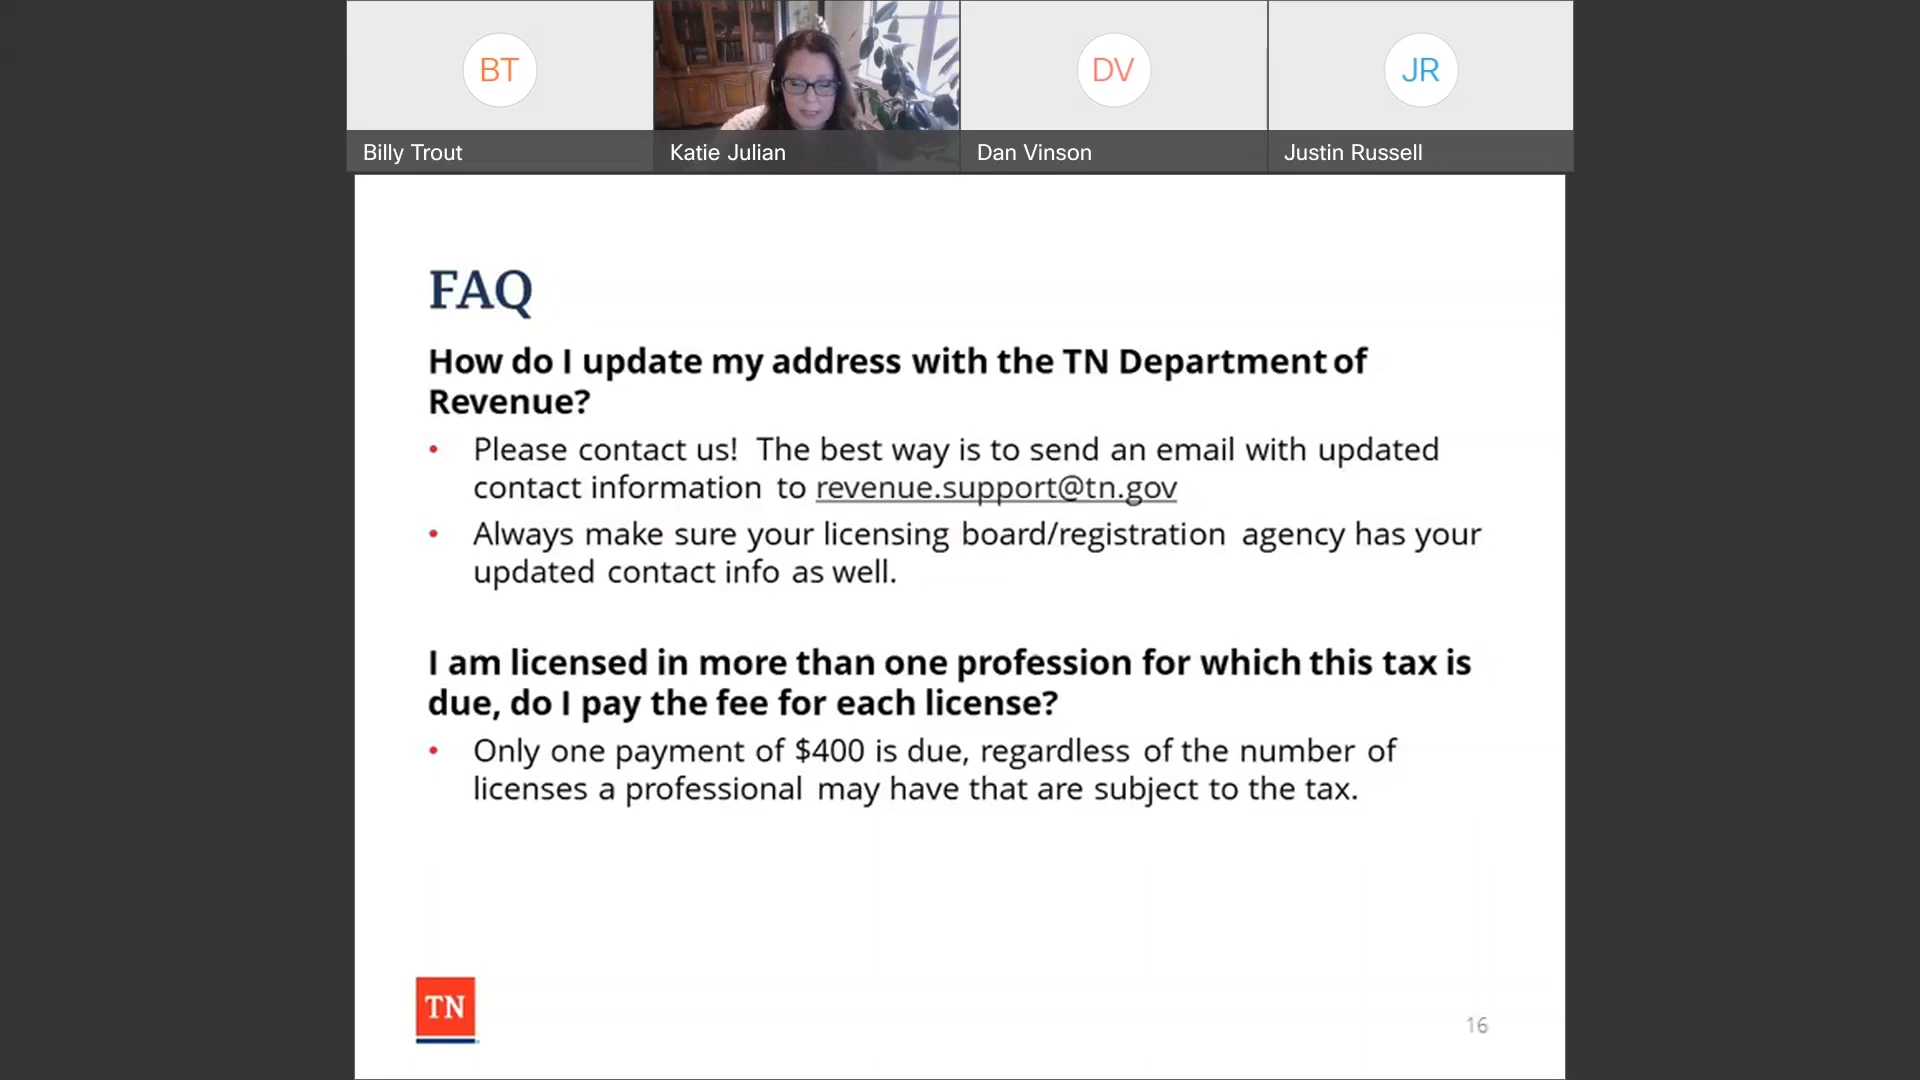 BT
DV
JR
Billy Trout
Katie Julian
Dan Vinson
Justin Russell
FAQ
How do I update my address with the TN Department of
Revenue?
• Please contact us!  The best way is to send an email with updated
contact information to revenue.support@tn.gov
• Always make sure your licensing board/registration agency has your
updated contact info as well.
I am licensed in more than one profession for which this tax is
due, do I pay the fee for each license?
• Only one payment of $400 is due, regardless of the number of
licenses a professional may have that are subject to the tax.
TN
16